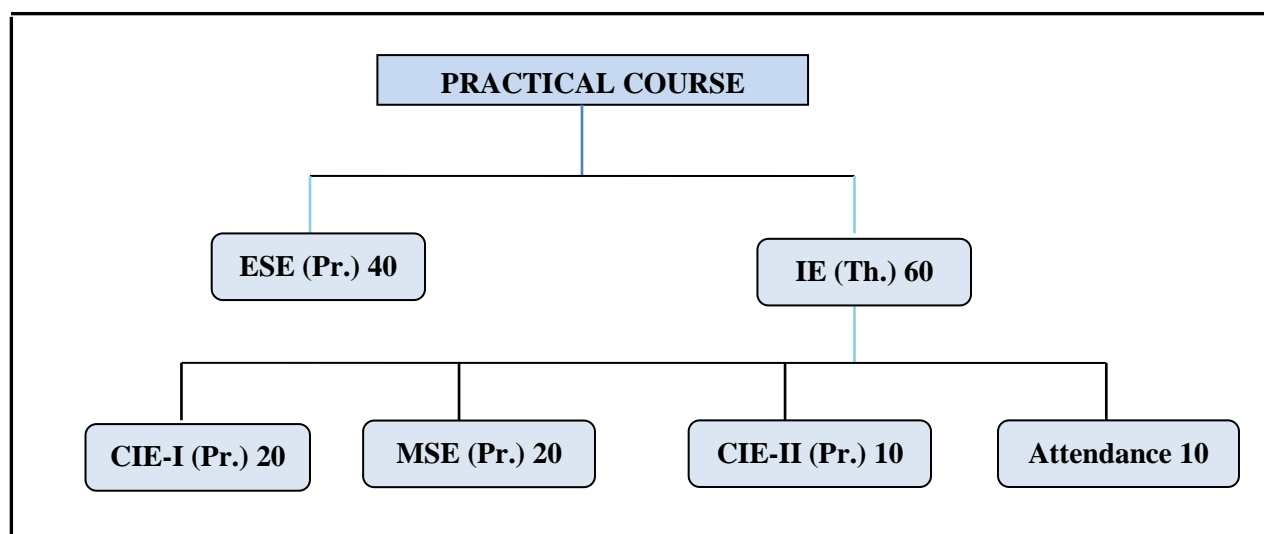 PRACTICAL COURSE
ESE (Pr.) 40
IE (Th.) 60
CIE-I (Pr.) 20
MSE (Pr.) 20
CIE-II (Pr.) 10
Attendance 10